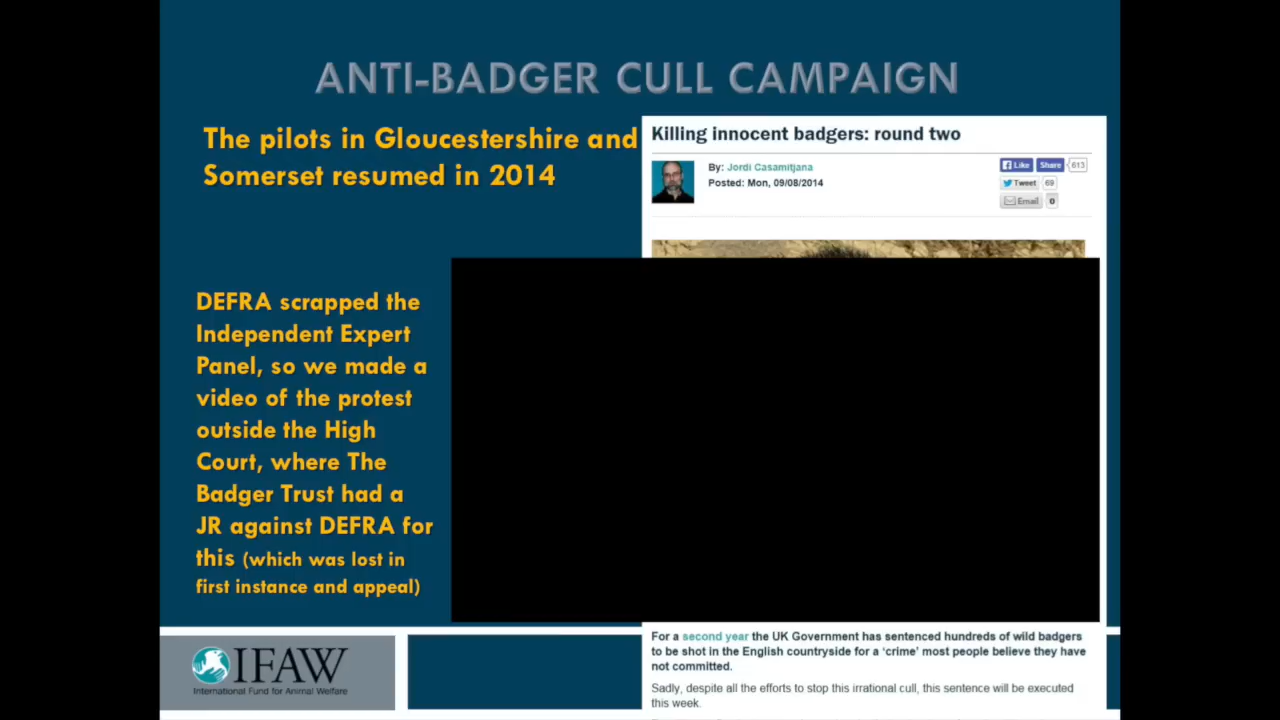 ANTI-BADGER CULL CAMPAIGN
The pilots in Gloucestershire and
Somerset resumed in 2014
Killing innocent badgers: round two
By: Jordi Casamitjana
Posted: Mon, 09/08/2014
Like Share 613
Tweet 69
Email 0
DEFRA scrapped the
Independent Expert
Panel, so we made a
video of the protest
outside the High
Court, where The
Badger Trust had a
JR against DEFRA for
this (which was lost in
first instance and appeal)
For a second year the UK Government has sentenced hundreds of wild badgers
to be shot in the English countryside for a ‘crime’ most people believe they have
not committed.
Sadly, despite all the efforts to stop this irrational cull, this sentence will be executed
this week.
IFAW
International Fund for Animal Welfare